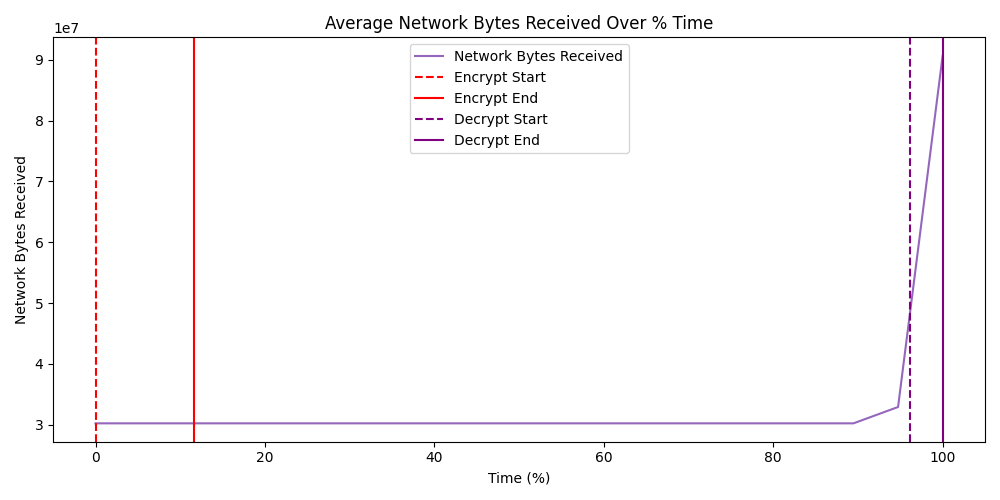 Average Network Bytes Received Over % Time
1e7
Network Bytes Received
Encrypt Start
Encrypt End
Decrypt Start
Decrypt End
Network Bytes Received
9
8
7
6
5
4
3
0 20 40 60 80 100
Time (%)